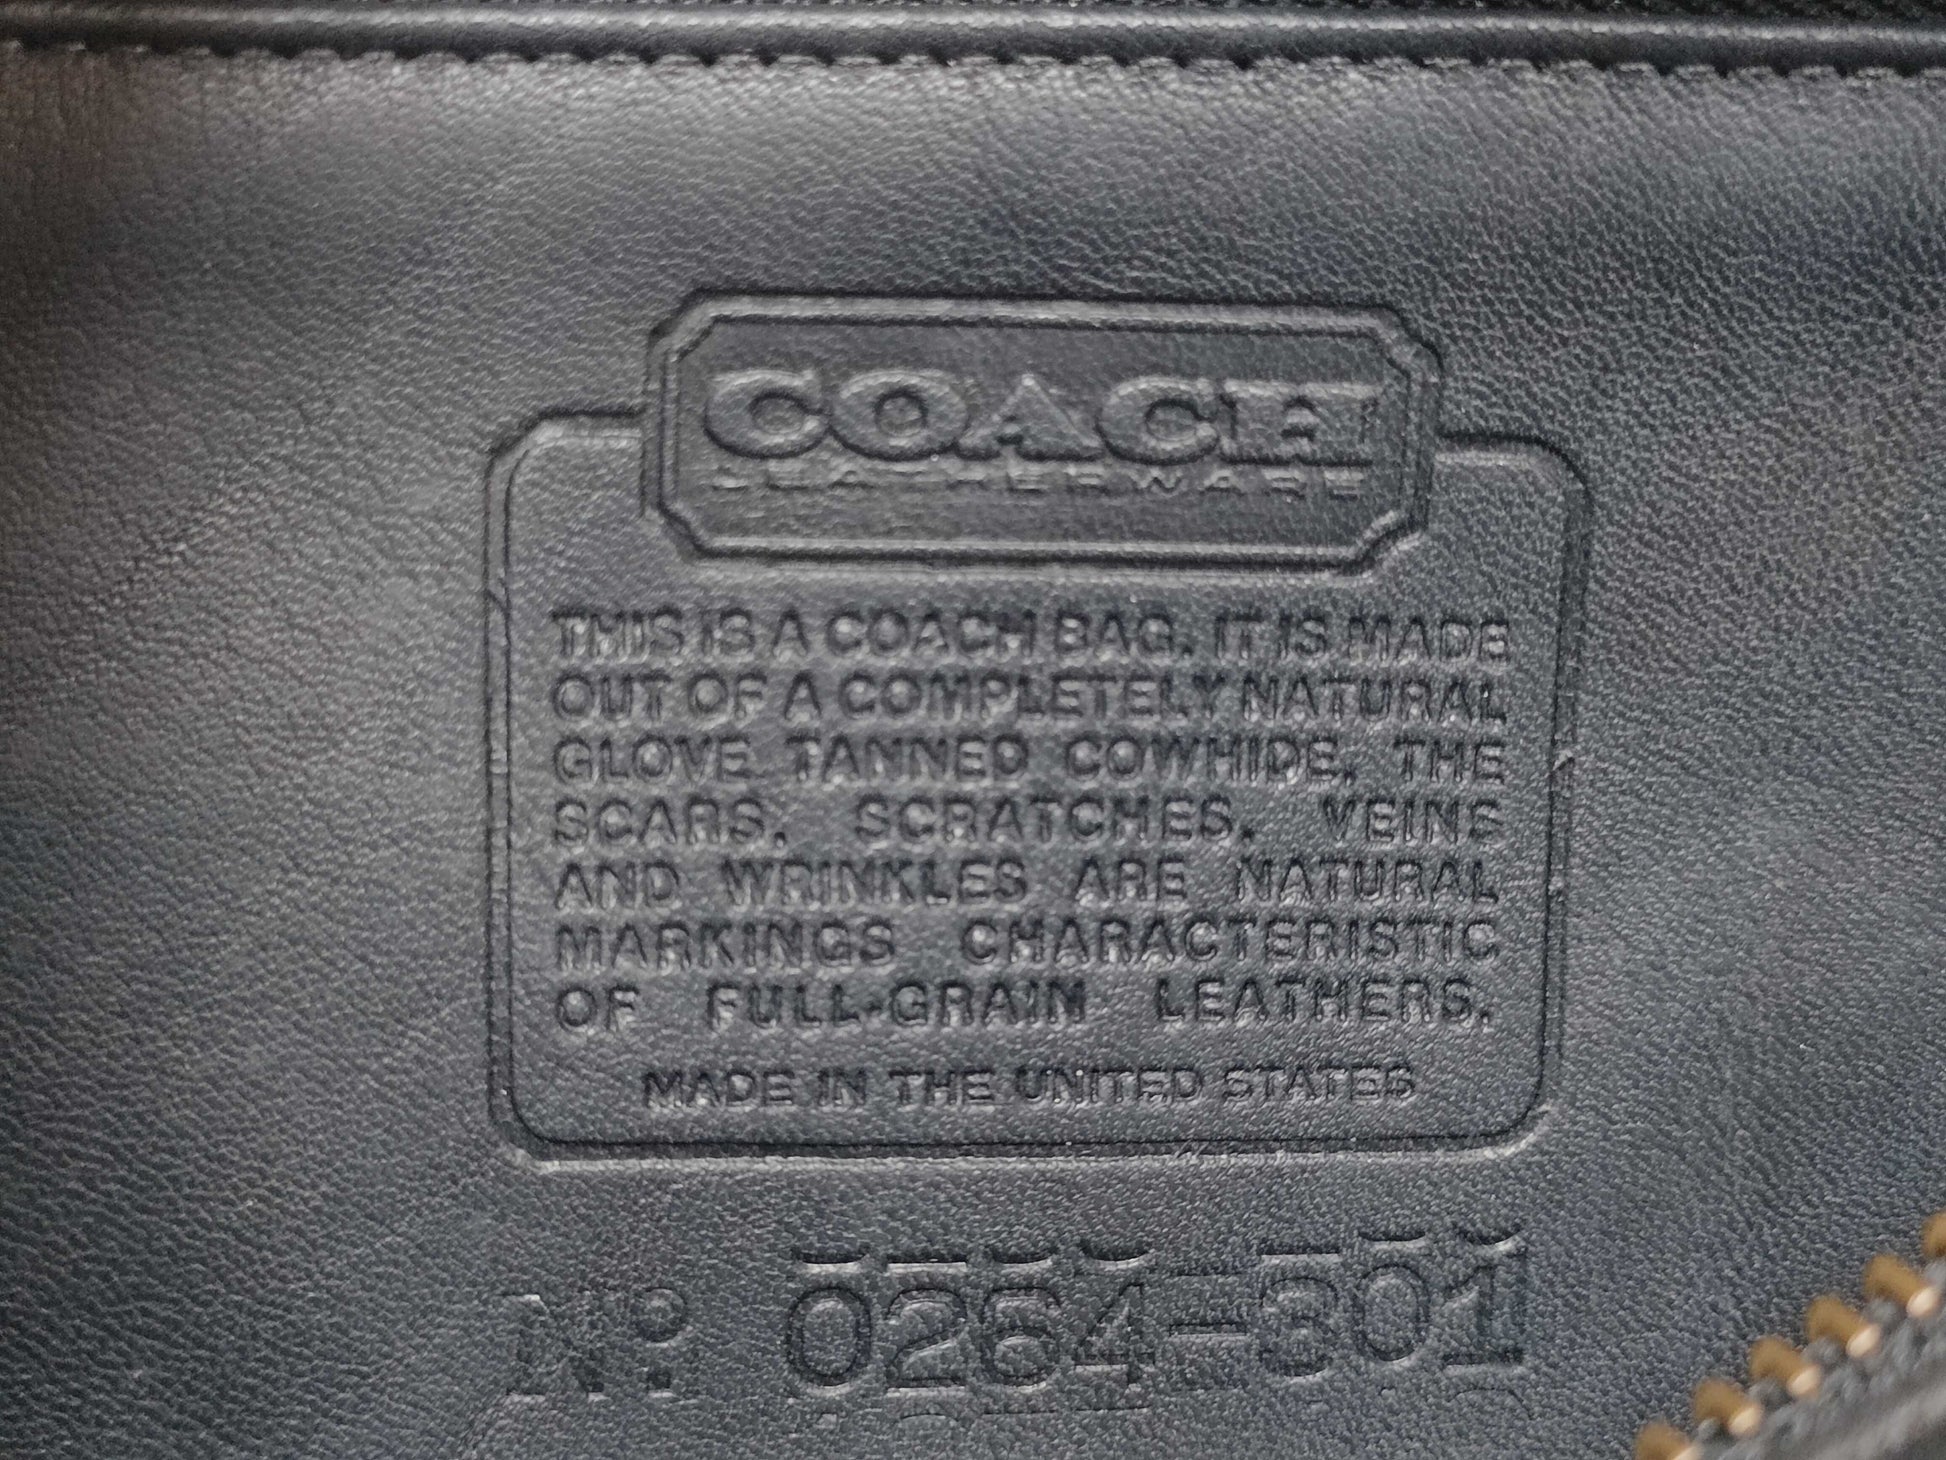 COACH
LEATHERWARE
THIS IS A COACH BAG. IT IS MADE
OUT OF A COMPLETELY NATURAL
GLOVE TANNED COWHIDE. THE
SCARS, SCRATCHES, VEINS
AND WRINKLES ARE NATURAL
MARKINGS CHARACTERISTIC
OF FULL-GRAIN LEATHERS.
MADE IN THE UNITED STATES
Nº 0264-301